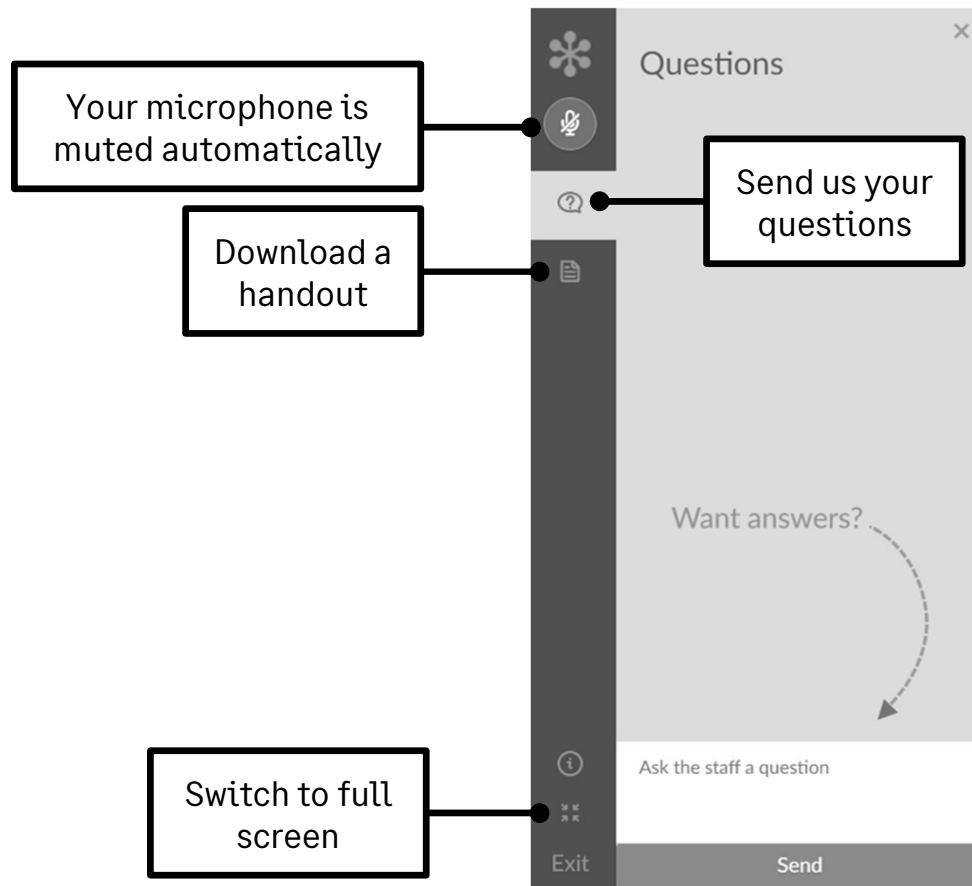 Questions
Your microphone is
muted automatically
Send us your
questions
Download a
handout
Want answers?
Ask the staff a question
Switch to full
screen
Exit
Send